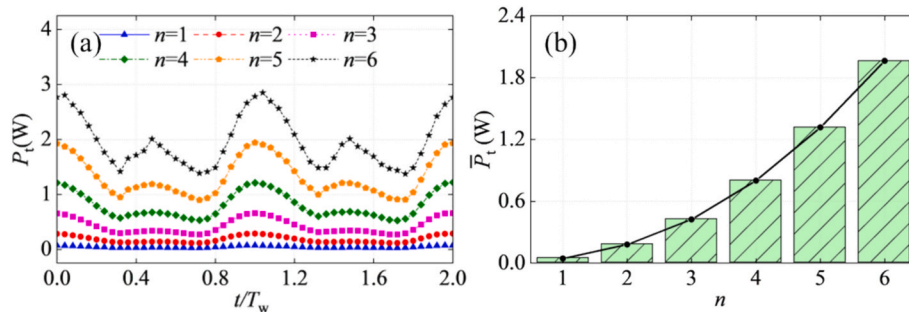 (a)
n=1 n=2 n=3
n=4 n=5 n=6
4
3
2
1
0
Pt(W)
0.0 0.4 0.8 1.2 1.6 2.0
t/Tw
(b)
2.4
1.8
1.2
0.6
0.0
P̅t (W)
1 2 3 4 5 6
n